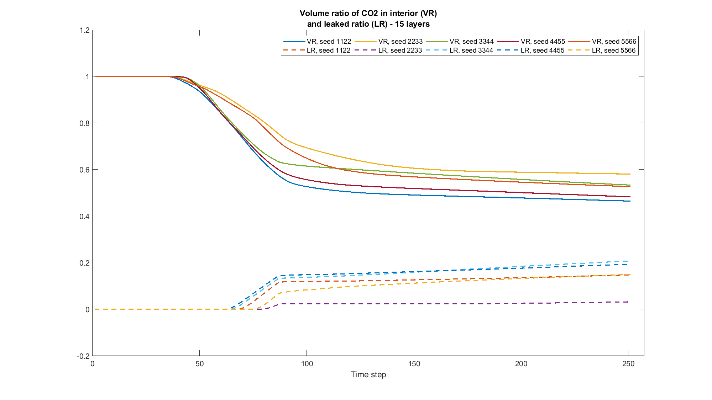 Volume ratio of CO2 in interior (VR)
and leaked ratio (LR) - 15 layers
VR, seed 1122 VR, seed 2233 VR, seed 3344 VR, seed 4455 VR, seed 5566
LR, seed 1122 LR, seed 2233 LR, seed 3344 LR, seed 4455 LR, seed 5566
1.2
1
0.8
0.6
0.4
0.2
0
-0.2
0 50 100 150 200 250
Time step